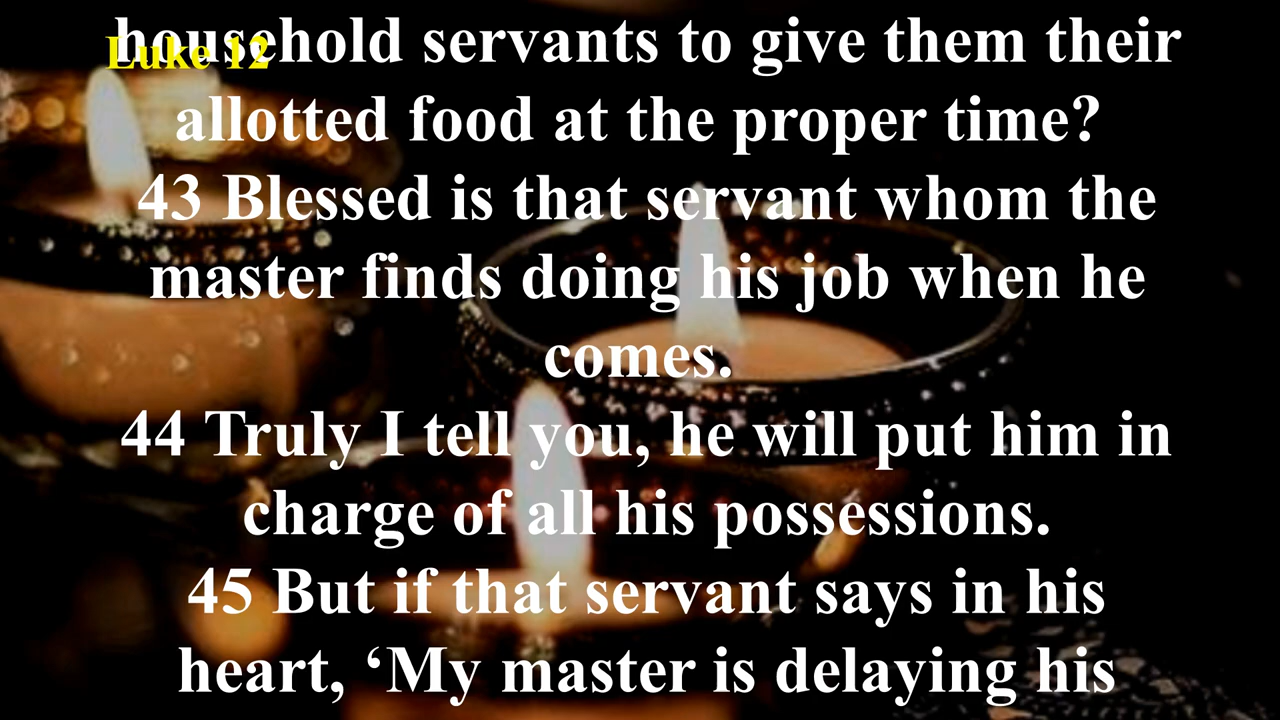 Luke 12
household servants to give them their
allotted food at the proper time?
43 Blessed is that servant whom the
master finds doing his job when he
comes.
44 Truly I tell you, he will put him in
charge of all his possessions.
45 But if that servant says in his
heart, ‘My master is delaying his